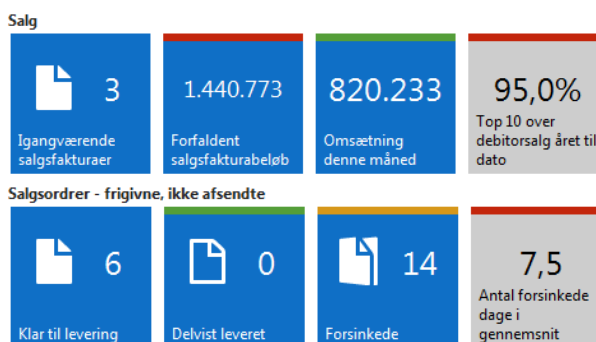 Salg
3
Igangværende
salgsfakturaer
1.440.773
Forfaldent
salgsfakturabeløb
820.233
Omsætning
denne måned
95,0%
Top 10 over
debitorsalg året til
dato
Salgsordrer - frigivne, ikke afsendte
6
Klar til levering
0
Delvist leveret
14
Forsinkede
7,5
Antal forsinkede
dage i
gennemsnit